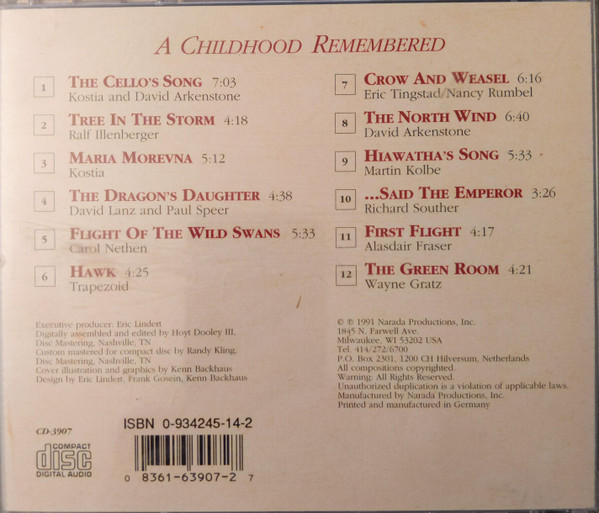 A Childhood Remembered
1 The Cello's Song 7:03
Kostia and David Arkenstone
2 Tree In The Storm 4:18
Ralf Illenberger
3 Maria Morevna 5:12
Kostia
4 The Dragon's Daughter 4:38
David Lanz and Paul Speer
5 Flight Of The Wild Swans 5:33
Carol Nethen
6 Hawk 4:25
Trapezoid
7 Crow And Weasel 6:16
Eric Tingstad/Nancy Rumbel
8 The North Wind 6:40
David Arkenstone
9 Hiawatha's Song 5:33
Martin Kolbe
10 ...Said The Emperor 3:26
Richard Souther
11 First Flight 4:17
Alasdair Fraser
12 The Green Room 4:21
Wayne Gratz
Executive producer: Eric Lindert
Digitally assembled and edited by Hoyt Dooley III,
Disc Mastering, Nashville, TN
Custom mastered for compact disc by Randy Kling,
Disc Mastering, Nashville, TN
Cover illustration and graphics by Kenn Backhaus
Design by Eric Lindert, Frank Gosein, Kenn Backhaus
© ℗ 1991 Narada Productions, Inc.
1845 N. Farwell Ave.
Milwaukee, WI 53202 USA
Tel. 414/272/6700
P.O. Box 2301, 1200 CH Hilversum, Netherlands
All compositions copyrighted.
Warning: All Rights Reserved.
Unauthorized duplication is a violation of applicable laws.
Manufactured by Narada Productions, Inc.
Printed and manufactured in Germany
CD-3907
COMPACT
disc
DIGITAL AUDIO
ISBN 0-934245-14-2
0 8361-63907-2 7